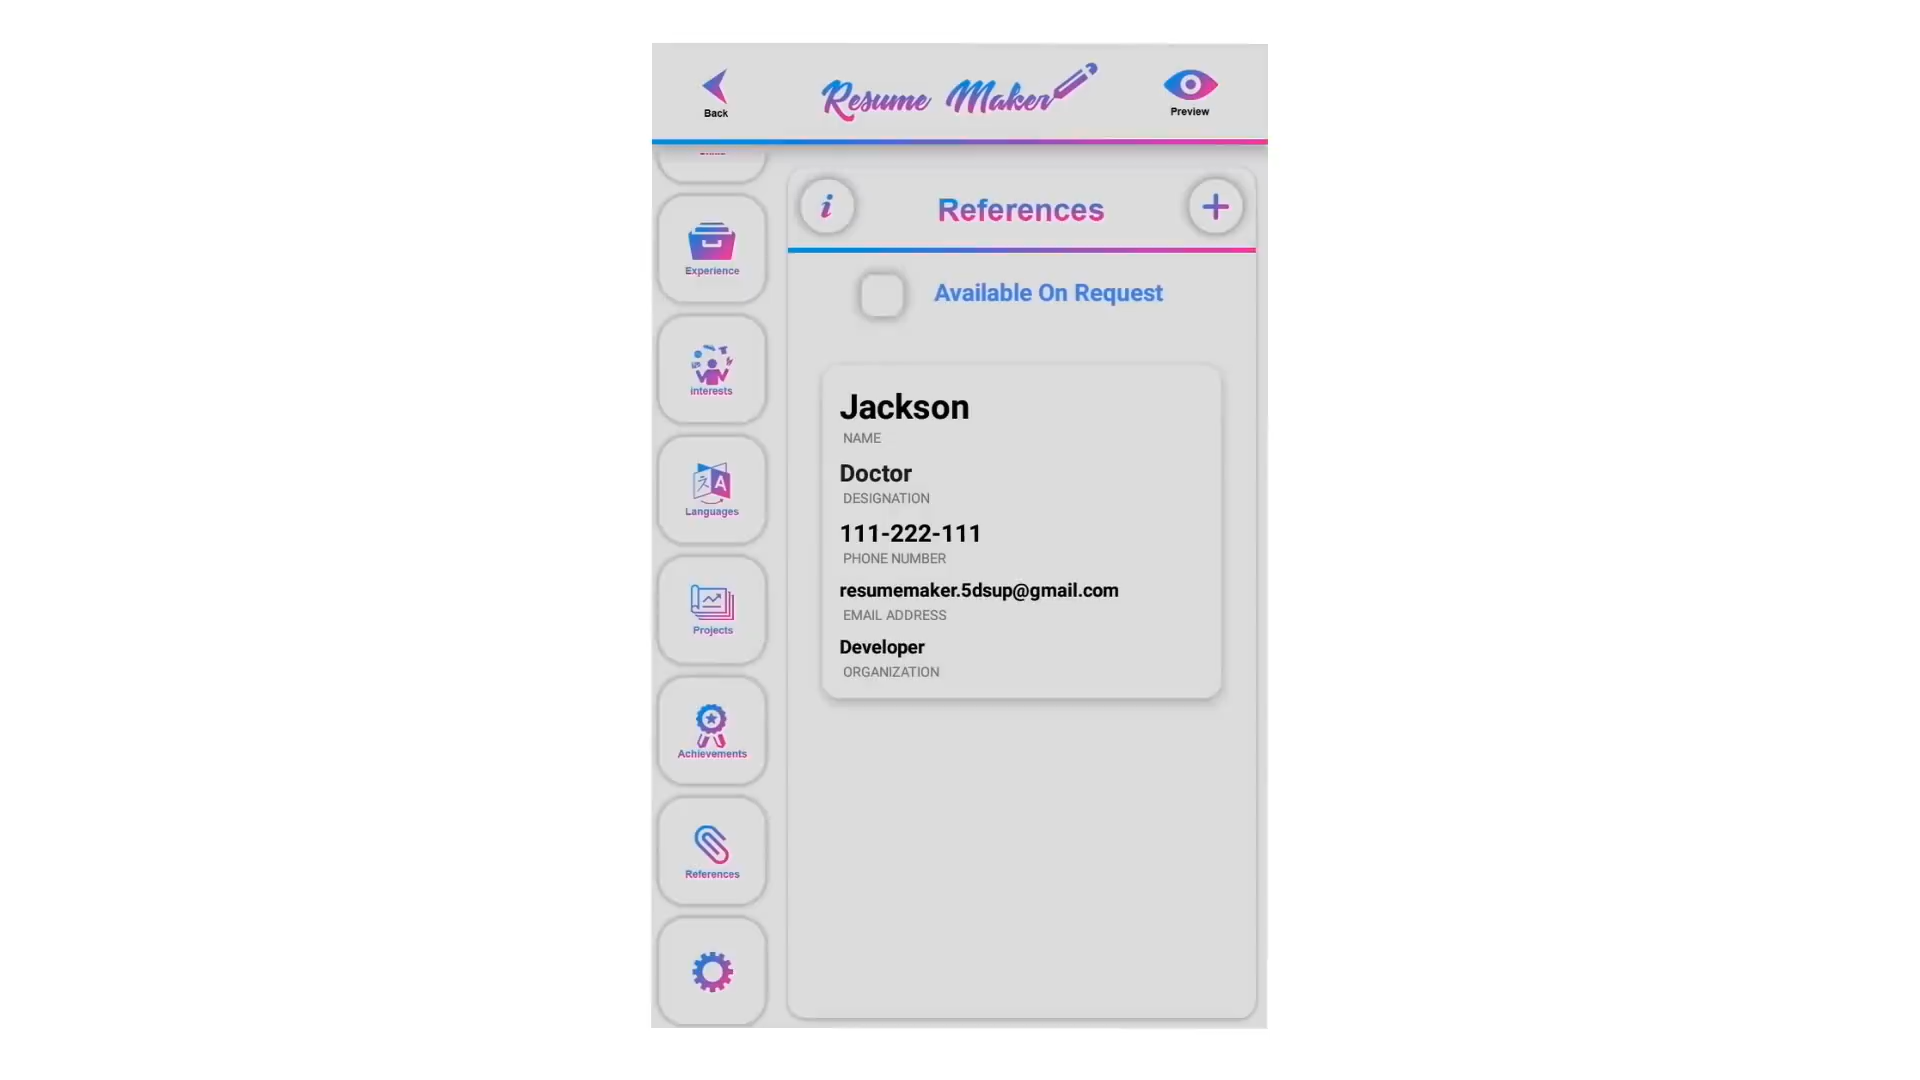 Back
Resume Maker
Preview
References
Available On Request
Experience
interests
Languages
Projects
Achievements
References
Jackson
NAME
Doctor
DESIGNATION
111-222-111
PHONE NUMBER
resumemaker.5dsup@gmail.com
EMAIL ADDRESS
Developer
ORGANIZATION